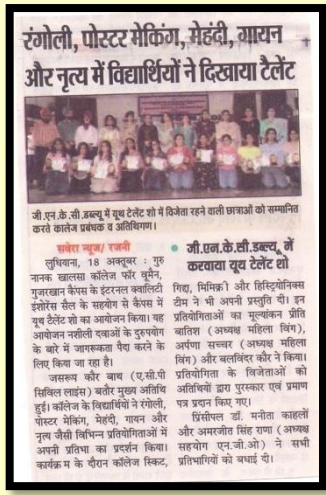 रंगोली, पोस्टर मेकिंग, मेहंदी, गायन
और नृत्य में विद्यार्थियों ने दिखाया टैलेंट
जी.एन.के.सी.डब्ल्यू में यूथ टेलेंट शो में विजेता रहने वाली छात्राओं को सम्मानित
करते कालेज प्रबंधक व अतिथिगण।
सवेरा न्यूज/ रजनी
लुधियाना, 18 अक्तूबर : गुरु
नानक खालसा कॉलेज फॉर वूमैन,
गुजरखान कैंपस के इंटरनल क्वालिटी
इंशोरेंस सैल के सहयोग से कैंपस में
यूथ टैलेंट शो का आयोजन किया। यह
आयोजन नशीली दवाओं के दुरुपयोग
के बारे में जागरूकता पैदा करने के
लिए किया जा रहा है।
जसरूप कौर बाथ (ए.सी.पी
सिविल लाइंस) बतौर मुख्य अतिथि
हुईं। कॉलेज के विद्यार्थियों ने रंगोली,
पोस्टर मेकिंग, मेहंदी, गायन और
नृत्य जैसी विभिन्न प्रतियोगिताओं में
अपनी प्रतिभा का प्रदर्शन किया।
कार्यक्रम के दौरान कॉलेज स्किट,
• जी.एन.के.सी.डब्ल्यू. में
करवाया यूथ टेलेंट शो
गिद्दा, मिमिक्री और हिस्ट्रियोनिक्स
टीम ने भी अपनी प्रस्तुति दी। इन
प्रतियोगिताओं का मूल्यांकन प्रीति
बातिश (अध्यक्ष महिला विंग),
अर्पणा सच्चर (अध्यक्ष महिला
विंग) और बलविंदर कौर ने किया।
प्रतियोगिता के विजेताओं को
अतिथियों द्वारा पुरस्कार एवं प्रमाण
पत्र प्रदान किए गए।
प्रिंसीपल डॉ. मनीता काहलों
और अमरजीत सिंह राणा (अध्यक्ष
सहयोग एन.जी.ओ) ने सभी
प्रतिभागियों को बधाई दी।